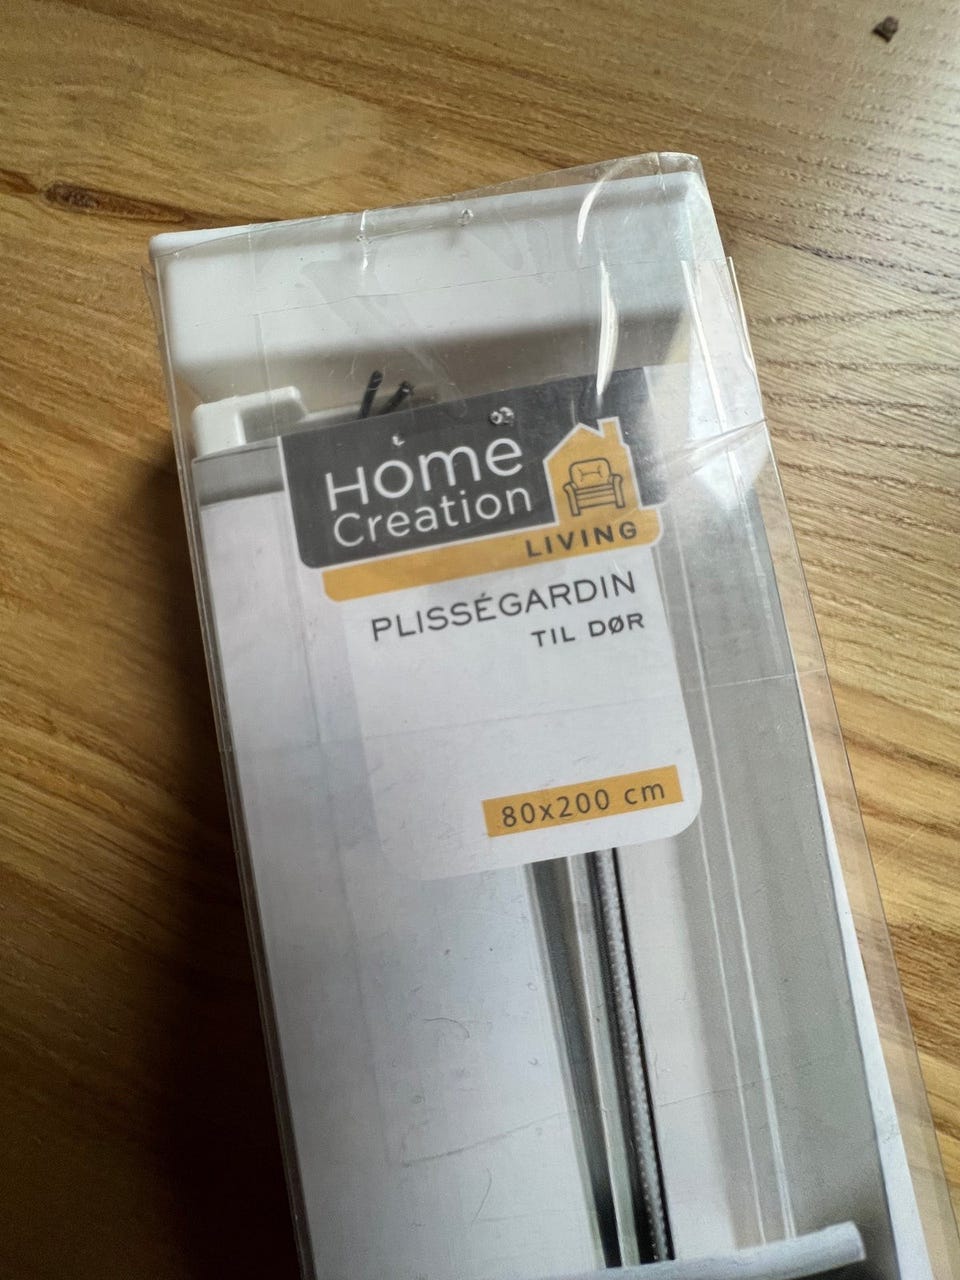 Home
Creation
LIVING
PLISSÉGARDIN
TIL DØR
80x200 cm